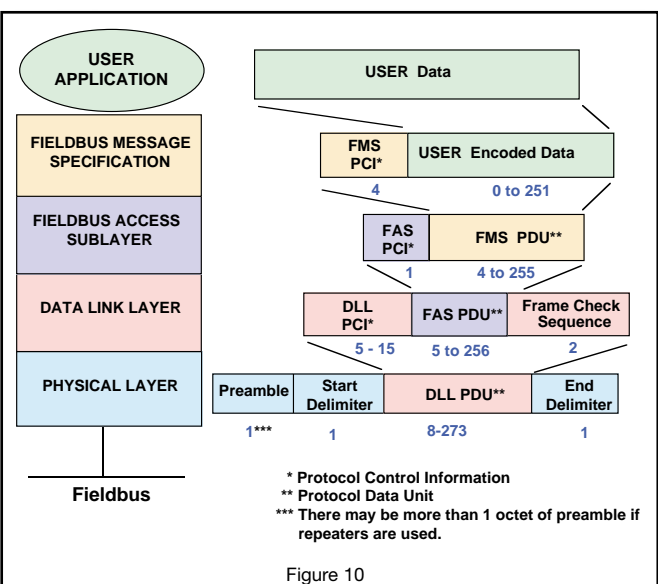 USER
APPLICATION
USER Data
FIELDBUS MESSAGE
SPECIFICATION
FMS
PCI*
USER Encoded Data
4
0 to 251
FIELDBUS ACCESS
SUBLAYER
FAS
PCI*
FMS PDU**
1
4 to 255
DATA LINK LAYER
DLL
PCI*
FAS PDU**
Frame Check
Sequence
5 - 15
5 to 256
2
PHYSICAL LAYER
Preamble
Start
Delimiter
DLL PDU**
End
Delimiter
1***
1
8-273
1
Fieldbus
* Protocol Control Information
** Protocol Data Unit
*** There may be more than 1 octet of preamble if
repeaters are used.
Figure 10